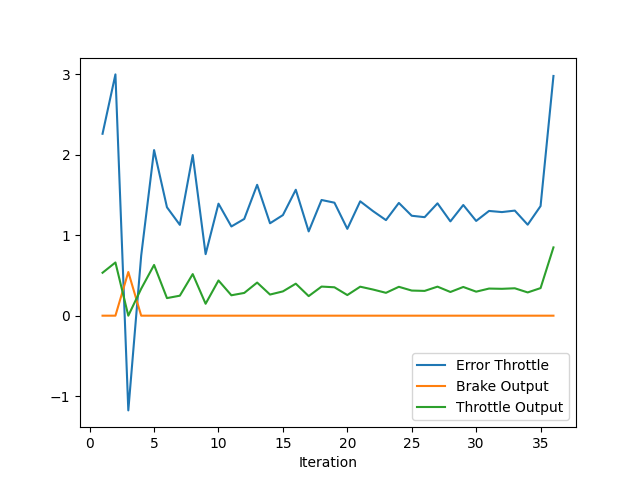 3
2
1
0
−1
Error Throttle
Brake Output
Throttle Output
0 5 10 15 20 25 30 35
Iteration